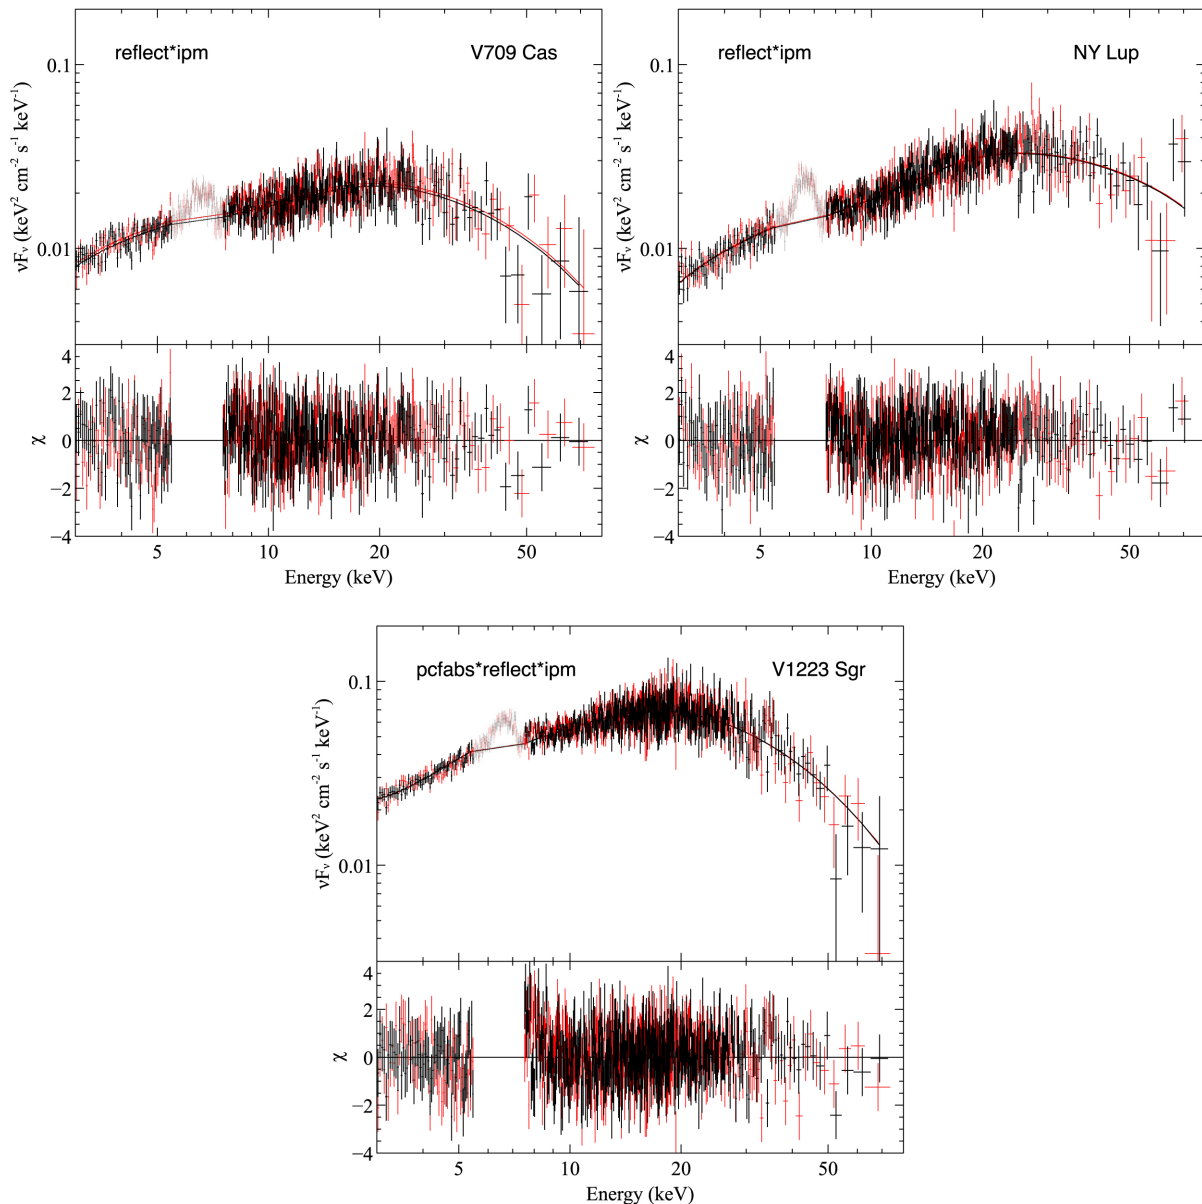 reflect*ipm V709 Cas
0.1
0.01
νFᵥ (keV² cm⁻² s⁻¹ keV⁻¹)
4
2
0
−2
−4
χ
5 10 20 50
Energy (keV)
reflect*ipm NY Lup
0.1
0.01
νFᵥ (keV² cm⁻² s⁻¹ keV⁻¹)
4
2
0
−2
−4
χ
5 10 20 50
Energy (keV)
pcfabs*reflect*ipm V1223 Sgr
0.1
0.01
νFᵥ (keV² cm⁻² s⁻¹ keV⁻¹)
4
2
0
−2
−4
χ
5 10 20 50
Energy (keV)